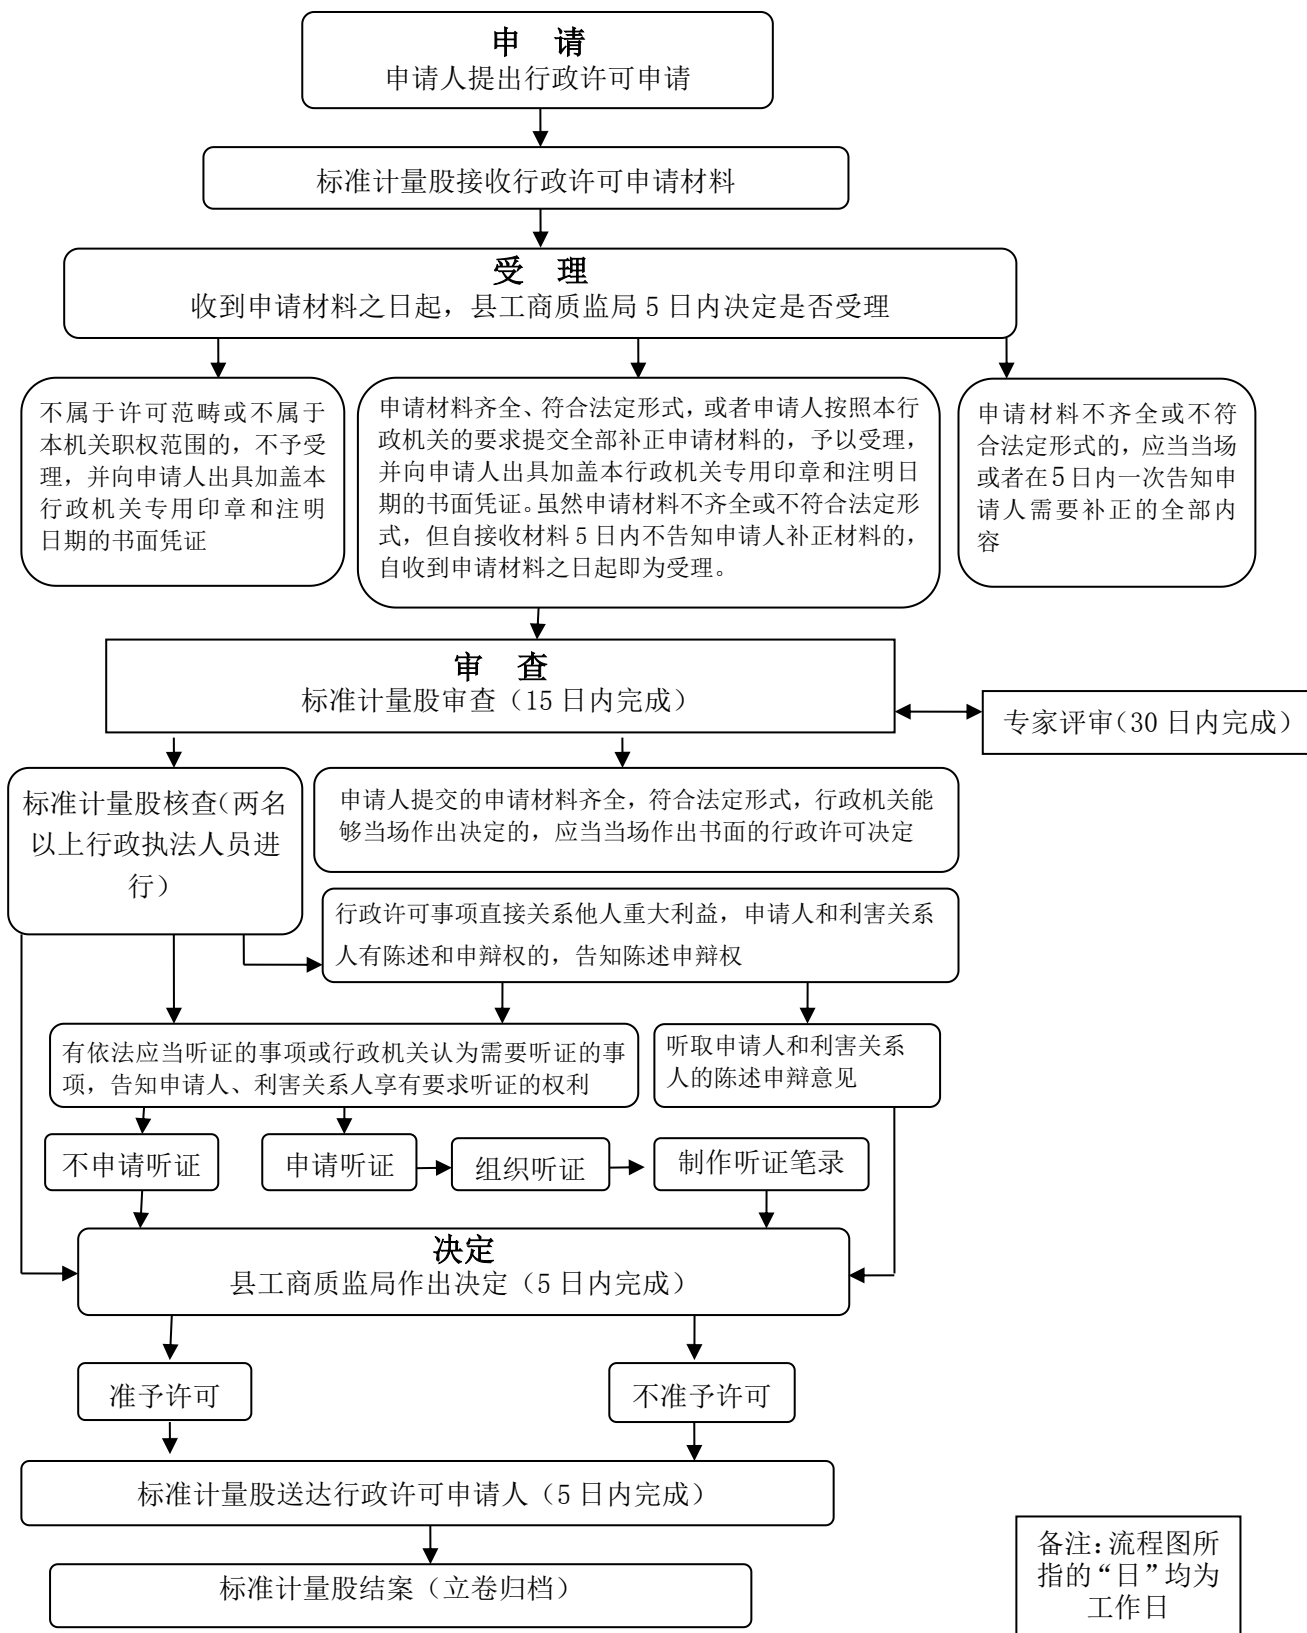 申　请
申请人提出行政许可申请
标准计量股接收行政许可申请材料
受　理
收到申请材料之日起，县工商质监局 5 日内决定是否受理
不属于许可范畴或不属于
本机关职权范围的，不予受
理，并向申请人出具加盖本
行政机关专用印章和注明
日期的书面凭证
申请材料齐全、符合法定形式，或者申请人按照本行
政机关的要求提交全部补正申请材料的，予以受理，
并向申请人出具加盖本行政机关专用印章和注明日
期的书面凭证。虽然申请材料不齐全或不符合法定形
式，但自接收材料 5 日内不告知申请人补正材料的，
自收到申请材料之日起即为受理。
申请材料不齐全或不符
合法定形式的，应当当场
或者在 5 日内一次告知申
请人需要补正的全部内
容
审　查
标准计量股审查（15 日内完成）
专家评审（30 日内完成）
标准计量股核查（两名
以上行政执法人员进
行）
申请人提交的申请材料齐全，符合法定形式，行政机关能
够当场作出决定的，应当当场作出书面的行政许可决定
行政许可事项直接关系他人重大利益，申请人和利害关系
人有陈述和申辩权的，告知陈述申辩权
有依法应当听证的事项或行政机关认为需要听证的事
项，告知申请人、利害关系人享有要求听证的权利
听取申请人和利害关系
人的陈述申辩意见
不申请听证
申请听证
组织听证
制作听证笔录
决定
县工商质监局作出决定（5 日内完成）
准予许可
不准予许可
标准计量股送达行政许可申请人（5 日内完成）
标准计量股结案（立卷归档）
备注：流程图所
指的“日”均为
工作日